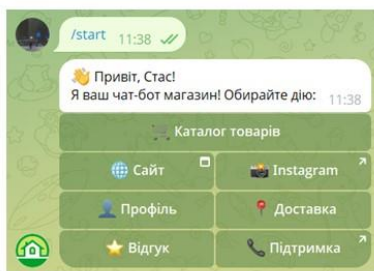 /start 11:38
👋 Привіт, Стас!
Я ваш чат-бот магазин! Обирайте дію: 11:38
🛒 Каталог товарів
🌐 Сайт 📸 Instagram
👤 Профіль 📍 Доставка
⭐ Відгук 📞 Підтримка